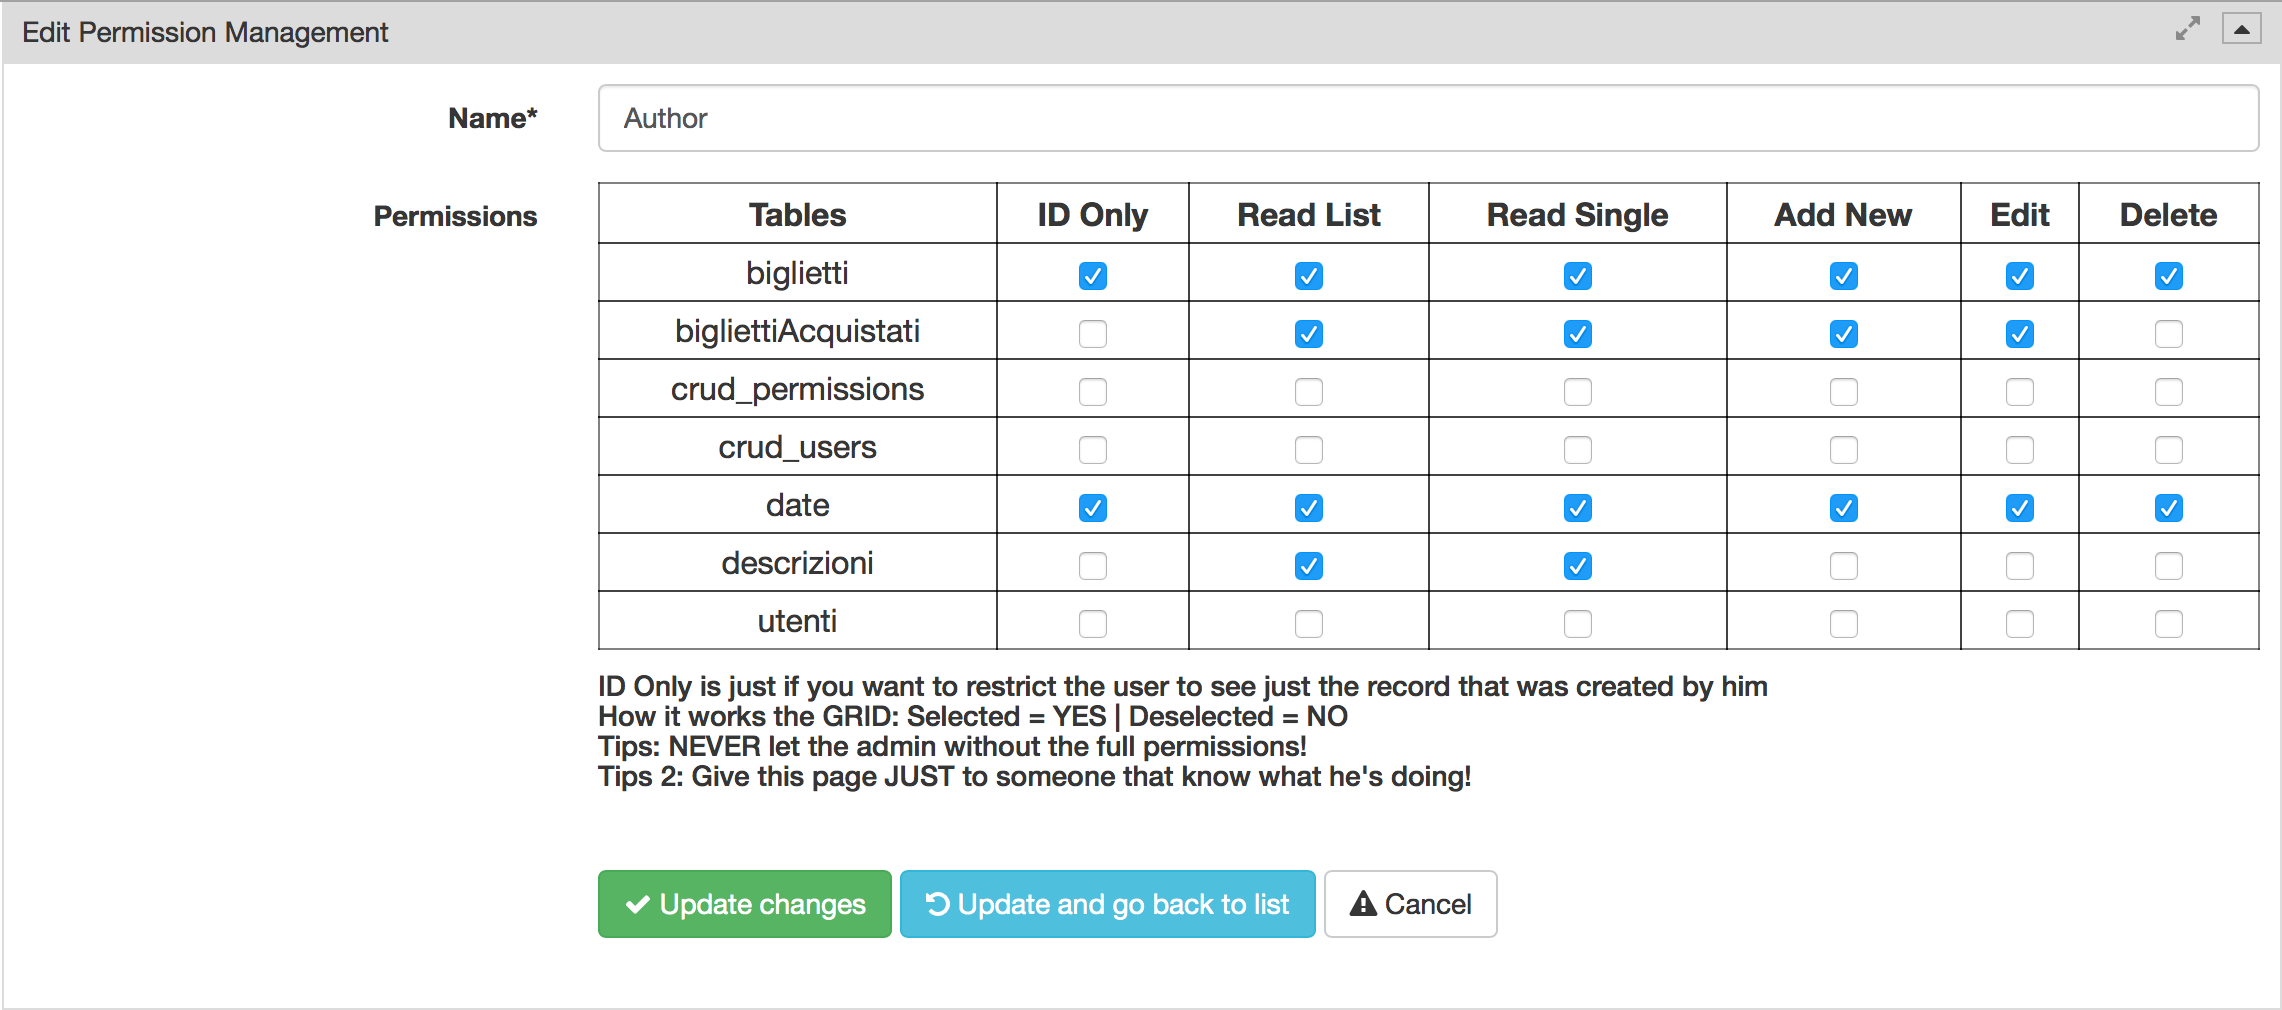 Edit Permission Management
Name*
Author
Permissions
Tables ID Only Read List Read Single Add New Edit Delete
biglietti
bigliettiAcquistati
crud_permissions
crud_users
date
descrizioni
utenti
ID Only is just if you want to restrict the user to see just the record that was created by him
How it works the GRID: Selected = YES | Deselected = NO
Tips: NEVER let the admin without the full permissions!
Tips 2: Give this page JUST to someone that know what he's doing!
Update changes
Update and go back to list
Cancel